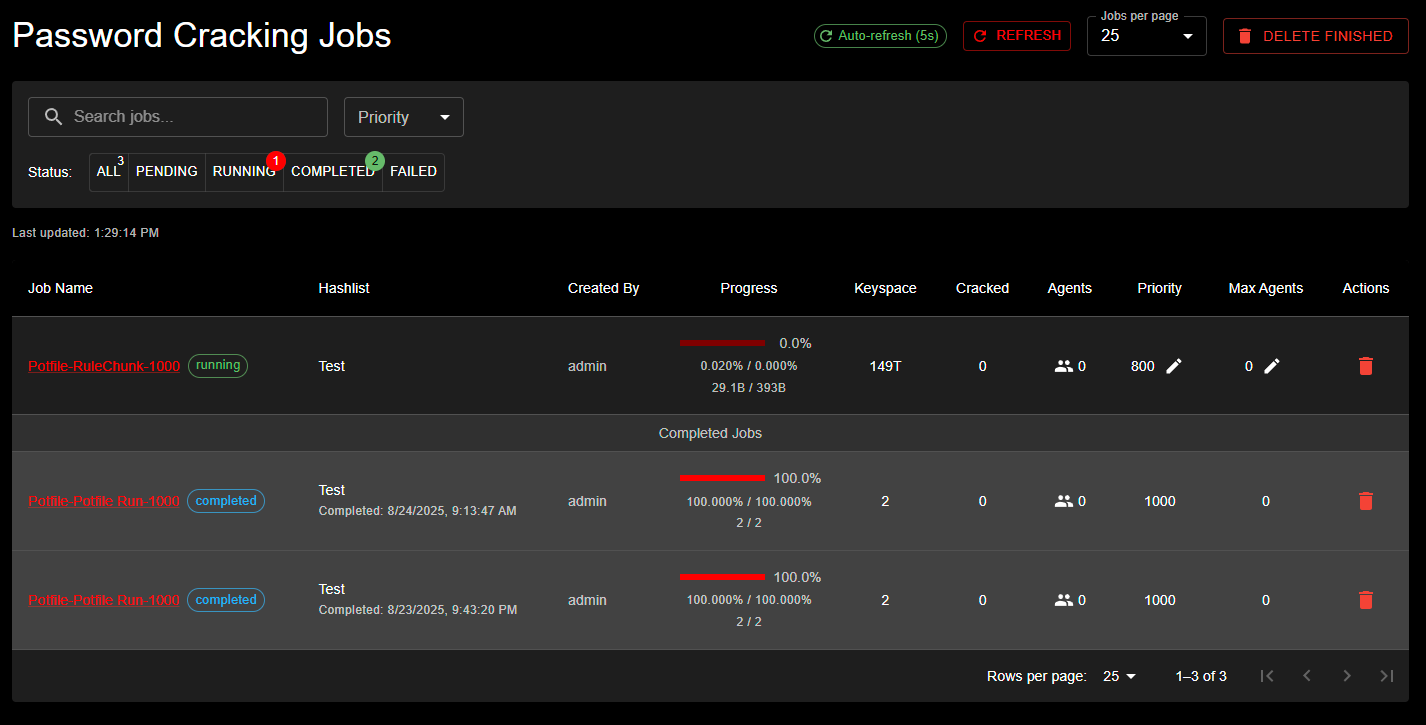 Password Cracking Jobs
Auto-refresh (5s)
REFRESH
Jobs per page
25
DELETE FINISHED
Search jobs...
Priority
Status:
ALL 3
PENDING
RUNNING 1
COMPLETED 2
FAILED
Last updated: 1:29:14 PM
Job Name Hashlist Created By Progress Keyspace Cracked Agents Priority Max Agents Actions
Potfile-RuleChunk-1000 running Test admin 0.0% 149T 0 0 800 0
0.020% / 0.000%
29.1B / 393B
Completed Jobs
Potfile-Potfile Run-1000 completed Test admin 100.0% 2 0 0 1000 0
Completed: 8/24/2025, 9:13:47 AM
100.000% / 100.000%
2 / 2
Potfile-Potfile Run-1000 completed Test admin 100.0% 2 0 0 1000 0
Completed: 8/23/2025, 9:43:20 PM
100.000% / 100.000%
2 / 2
Rows per page: 25 1–3 of 3